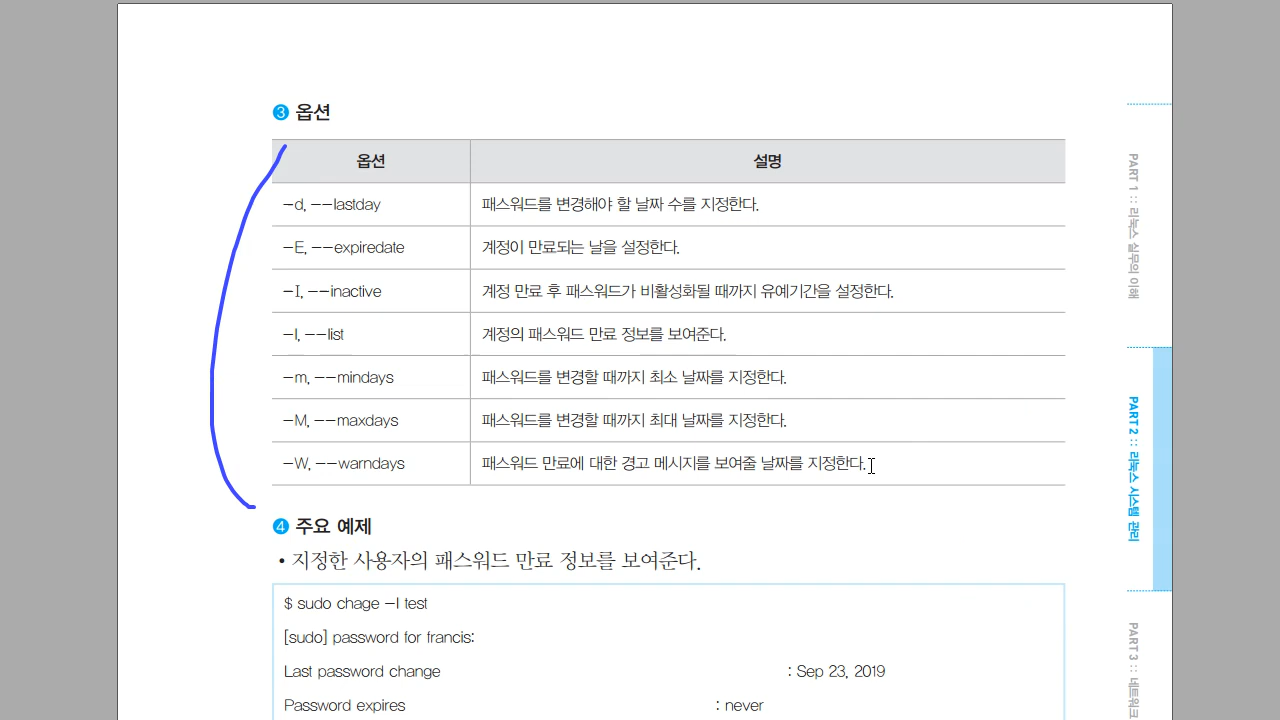 ❸ 옵션
옵션 설명
-d, --lastday 패스워드를 변경해야 할 날짜 수를 지정한다.
-E, --expiredate 계정이 만료되는 날을 설정한다.
-I, --inactive 계정 만료 후 패스워드가 비활성화될 때까지 유예기간을 설정한다.
-l, --list 계정의 패스워드 만료 정보를 보여준다.
-m, --mindays 패스워드를 변경할 때까지 최소 날짜를 지정한다.
-M, --maxdays 패스워드를 변경할 때까지 최대 날짜를 지정한다.
-W, --warndays 패스워드 만료에 대한 경고 메시지를 보여줄 날짜를 지정한다.
❹ 주요 예제
• 지정한 사용자의 패스워드 만료 정보를 보여준다.
$ sudo chage -l test
[sudo] password for francis:
Last password change : Sep 23, 2019
Password expires : never
PART 1 :: 리눅스 실무의 이해
PART 2 :: 리눅스 시스템 관리
PART 3 :: 네트워크